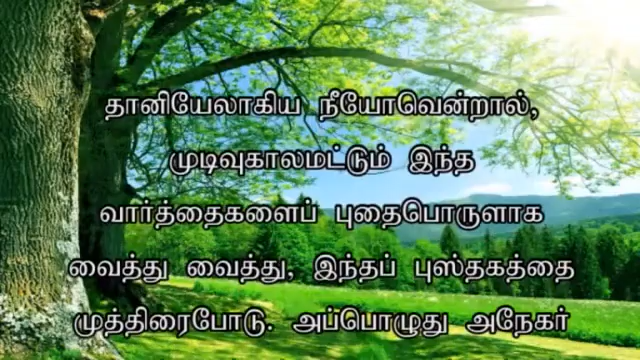 தானியேலாகிய நீயோவென்றால்,
முடிவுகாலமட்டும் இந்த
வார்த்தைகளைப் புதைபொருளாக
வைத்து வைத்து, இந்தப் புஸ்தகத்தை
முத்திரைபோடு. அப்பொழுது அநேகர்